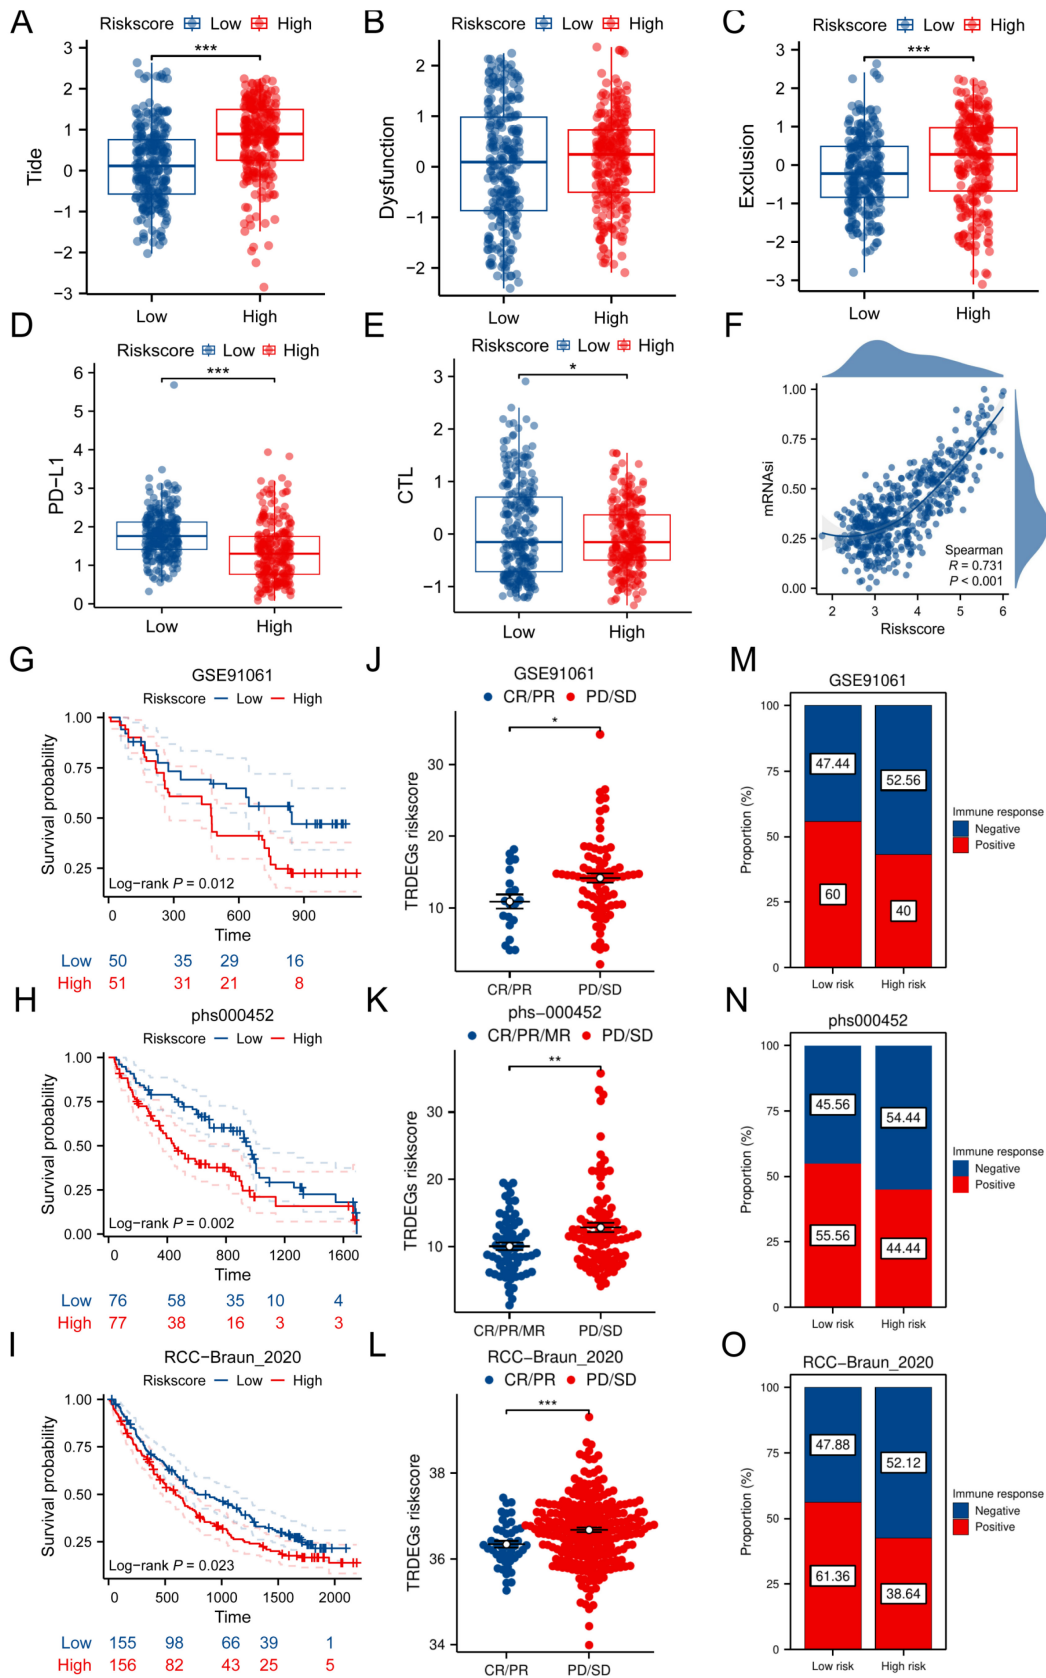 A
Riskscore Low High
***
Tide
3
2
1
0
−1
−2
−3
Low High
B
Riskscore Low High
Dysfunction
2
1
0
−1
−2
Low High
C
Riskscore Low High
***
Exclusion
3
2
1
0
−1
−2
−3
Low High
D
Riskscore Low High
***
PD−L1
6
5
4
3
2
1
0
Low High
E
Riskscore Low High
*
CTL
3
2
1
0
−1
Low High
F
mRNAsi
1.00
0.75
0.50
0.25
0.00
Spearman
R = 0.731
P < 0.001
2 3 4 5 6
Riskscore
G
GSE91061
Riskscore Low High
Survival probability
1.00
0.75
0.50
0.25
Log−rank P = 0.012
0 300 600 900
Time
Low 50 35 29 16
High 51 31 21 8
J
GSE91061
CR/PR PD/SD
*
TRDEGs riskscore
30
20
10
CR/PR PD/SD
M
GSE91061
Proportion (%)
100
75
50
25
0
47.44
52.56
60
40
Low risk High risk
Immune response
Negative
Positive
H
phs000452
Riskscore Low High
Survival probability
1.00
0.75
0.50
0.25
0.00
Log−rank P = 0.002
0 400 800 1200 1600
Time
Low 76 58 35 10 4
High 77 38 16 3 3
K
phs−000452
CR/PR/MR PD/SD
**
TRDEGs riskscore
30
20
10
CR/PR/MR PD/SD
N
phs000452
Proportion (%)
100
75
50
25
0
45.56
54.44
55.56
44.44
Low risk High risk
Immune response
Negative
Positive
I
RCC−Braun_2020
Riskscore Low High
Survival probability
1.00
0.75
0.50
0.25
Log−rank P = 0.023
0 500 1000 1500 2000
Time
Low 155 98 66 39 1
High 156 82 43 25 5
L
RCC−Braun_2020
CR/PR PD/SD
***
TRDEGs riskscore
38
36
34
CR/PR PD/SD
O
RCC−Braun_2020
Proportion (%)
100
75
50
25
0
47.88
52.12
61.36
38.64
Low risk High risk
Immune response
Negative
Positive